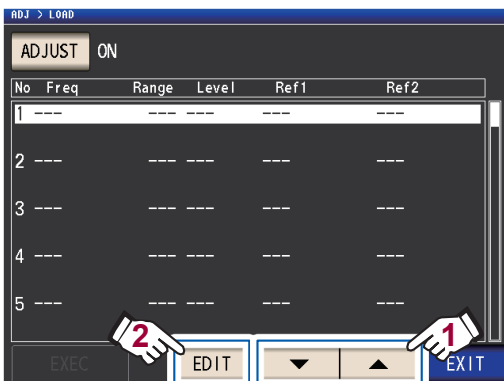 ADJ > LOAD
ADJUST ON
No Freq Range Level Ref1 Ref2
1 --- --- --- --- ---
2 --- --- --- --- ---
3 --- --- --- --- ---
4 --- --- --- --- ---
5 --- --- --- --- ---
2 1
EXEC EDIT ▼ ▲ EXIT